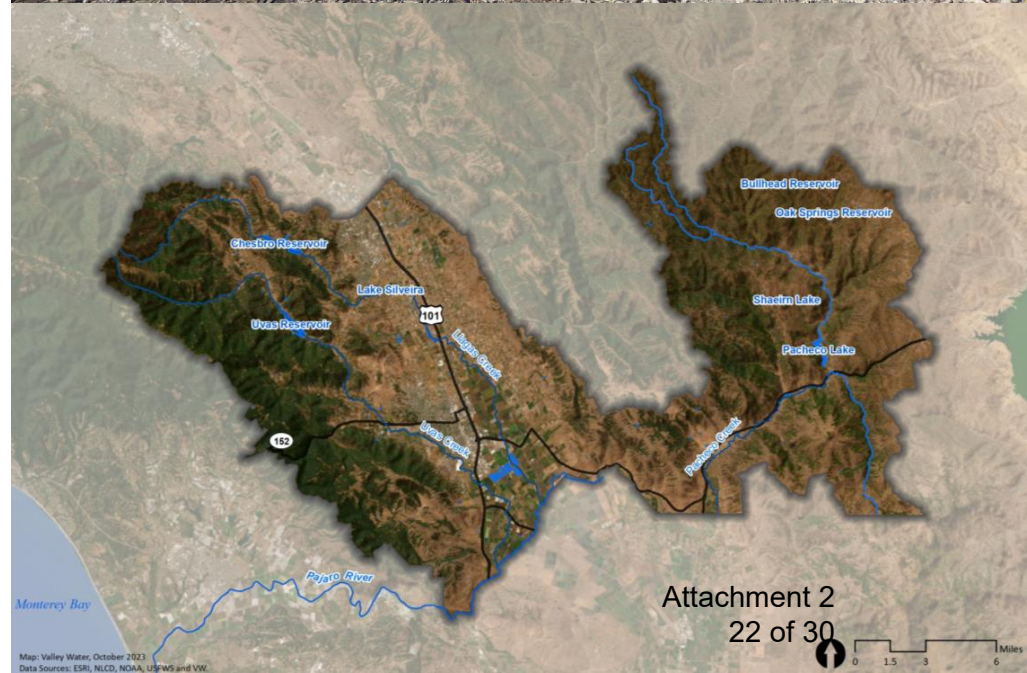 Bullhead Reservoir
Oak Springs Reservoir
Chesbro Reservoir
Lake Silveira
Shaeirn Lake
101
Uvas Reservoir
Llagas Creek
Pacheco Lake
152
Uvas Creek
Pacheco Creek
Pajaro River
Monterey Bay
Attachment 2
22 of 30
Map: Valley Water, October 2023
Data Sources: ESRI, NLCD, NOAA, USFWS and VW.
0 1.5 3 6 Miles